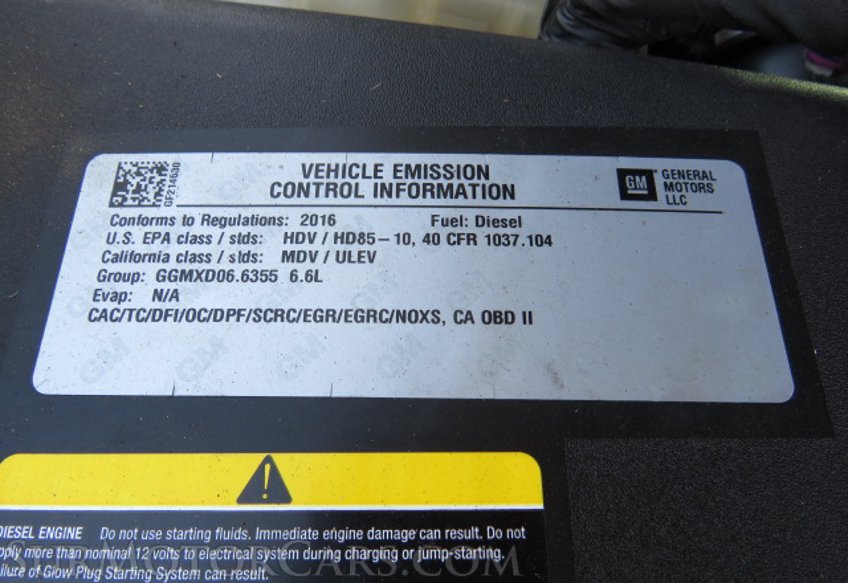 GF214630
VEHICLE EMISSION
CONTROL INFORMATION
GM
GENERAL
MOTORS
LLC
Conforms to Regulations: 2016 Fuel: Diesel
U.S. EPA class / stds: HDV / HD85-10, 40 CFR 1037.104
California class / stds: MDV / ULEV
Group: GGMXD06.6355 6.6L
Evap: N/A
CAC/TC/DFI/OC/DPF/SCRC/EGR/EGRC/NOXS, CA OBD II
DIESEL ENGINE Do not use starting fluids. Immediate engine damage can result. Do not
pply more than nominal 12 volts to electrical system during charging or jump-starting.
ailure of Glow Plug Starting System can result.